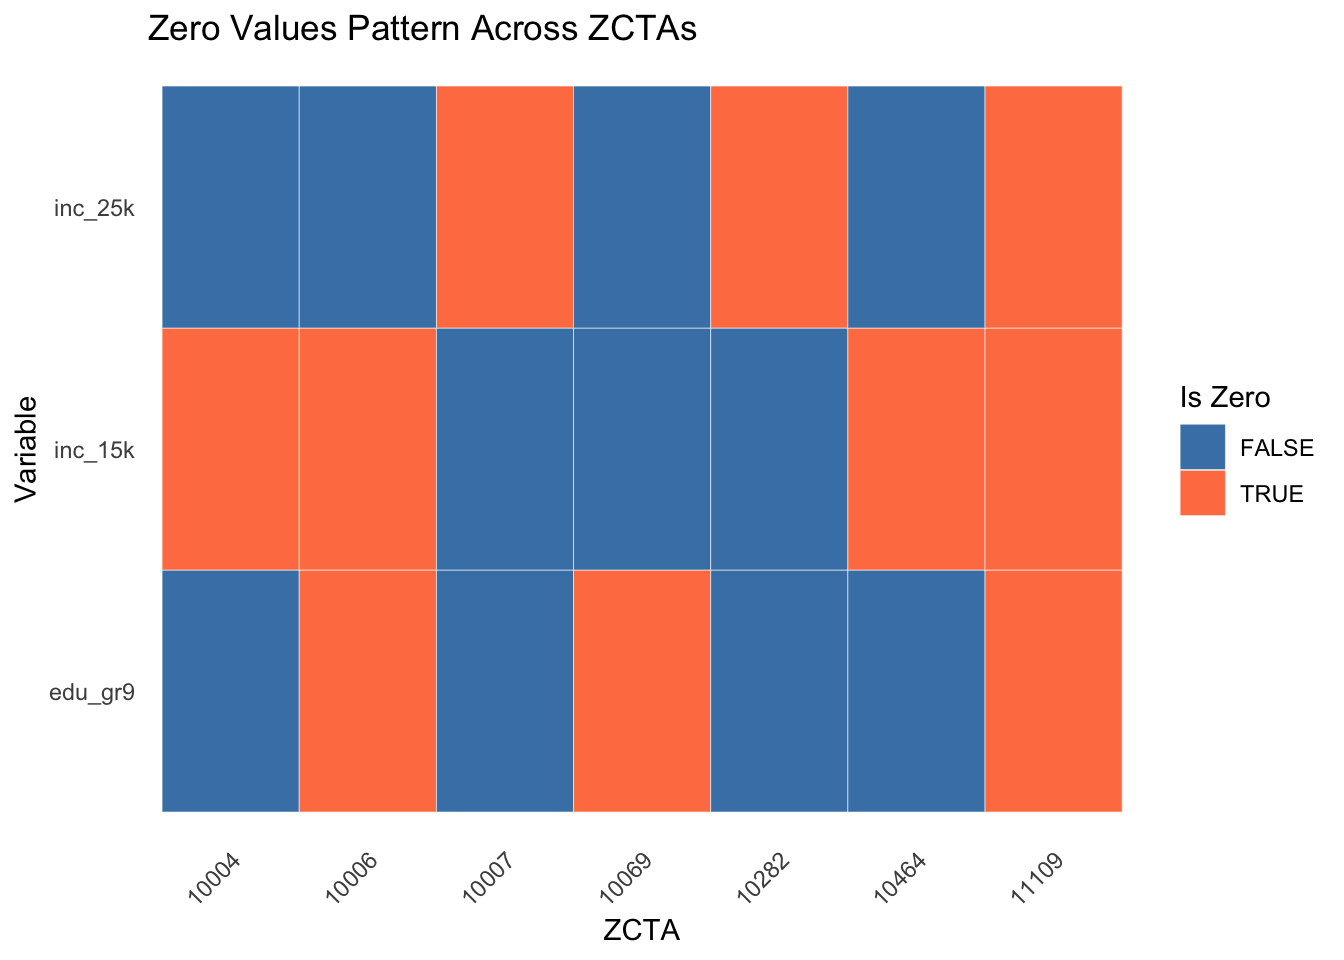 Zero Values Pattern Across ZCTAs
inc_25k
inc_15k
edu_gr9
Variable
10004
10006
10007
10069
10282
10464
11109
ZCTA
Is Zero
FALSE
TRUE